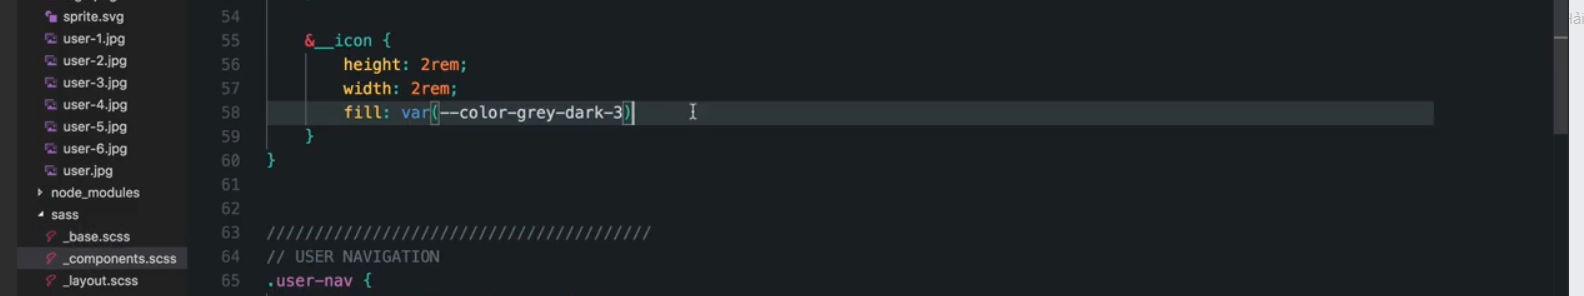 sprite.svg
user-1.jpg
user-2.jpg
user-3.jpg
user-4.jpg
user-5.jpg
user-6.jpg
user.jpg
node_modules
sass
_base.scss
_components.scss
_layout.scss
54
55 &__icon {
56 height: 2rem;
57 width: 2rem;
58 fill: var(--color-grey-dark-3)
59 }
60 }
61
62
63 ////////////////////////////////////////
64 // USER NAVIGATION
65 .user-nav {